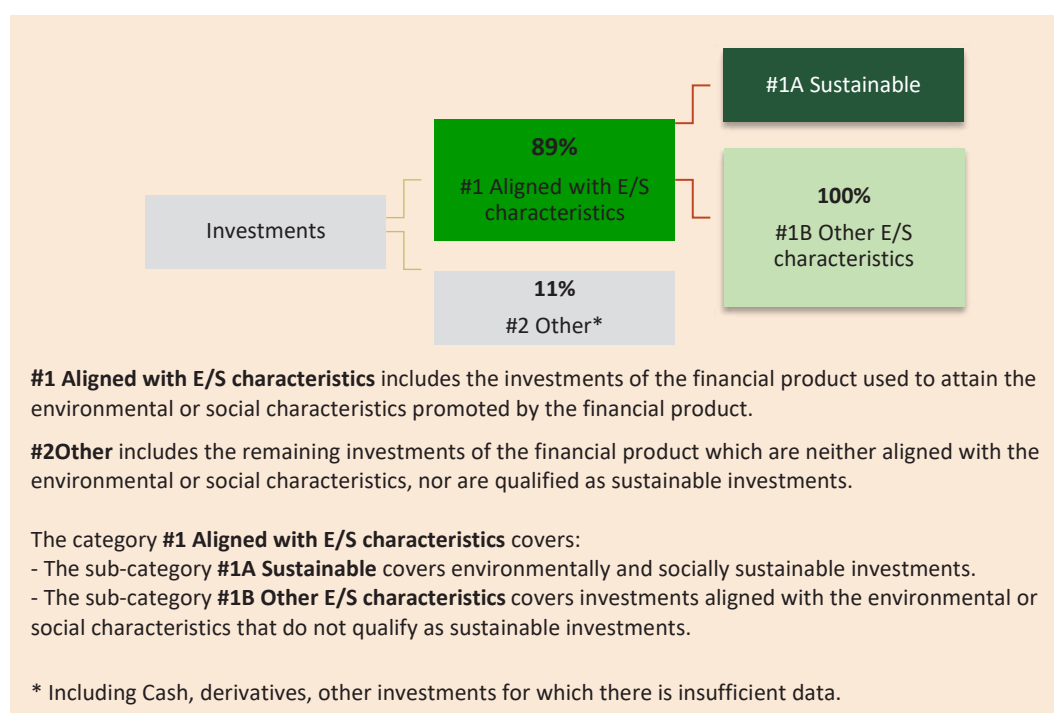 #1A Sustainable
89%
#1 Aligned with E/S
characteristics
100%
#1B Other E/S
characteristics
Investments
11%
#2 Other*
#1 Aligned with E/S characteristics includes the investments of the financial product used to attain the
environmental or social characteristics promoted by the financial product.
#2Other includes the remaining investments of the financial product which are neither aligned with the
environmental or social characteristics, nor are qualified as sustainable investments.
The category #1 Aligned with E/S characteristics covers:
- The sub-category #1A Sustainable covers environmentally and socially sustainable investments.
- The sub-category #1B Other E/S characteristics covers investments aligned with the environmental or
social characteristics that do not qualify as sustainable investments.
* Including Cash, derivatives, other investments for which there is insufficient data.